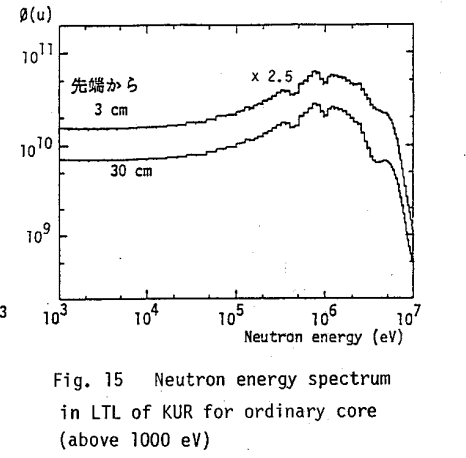 Ø(u)
10¹¹
先端から
3 cm
x 2.5
10¹⁰
30 cm
10⁹
3
10³ 10⁴ 10⁵ 10⁶ 10⁷
Neutron energy (eV)
Fig. 15 Neutron energy spectrum
in LTL of KUR for ordinary core
(above 1000 eV)